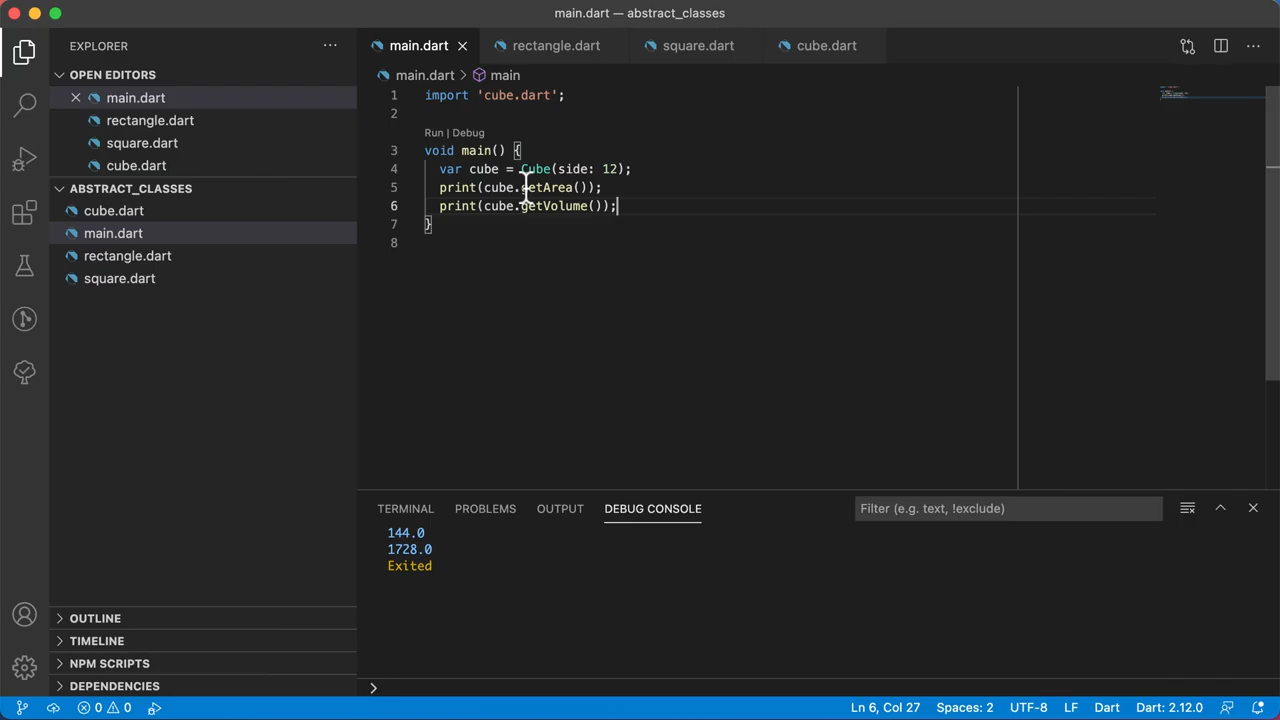 main.dart — abstract_classes
EXPLORER
OPEN EDITORS
main.dart
rectangle.dart
square.dart
cube.dart
ABSTRACT_CLASSES
cube.dart
main.dart
rectangle.dart
square.dart
OUTLINE
TIMELINE
NPM SCRIPTS
DEPENDENCIES
main.dart rectangle.dart square.dart cube.dart
main.dart main
1 import 'cube.dart';
2
Run | Debug
3 void main() {
4 var cube = Cube(side: 12);
5 print(cube.getArea());
6 print(cube.getVolume());
7 }
8
TERMINAL PROBLEMS OUTPUT DEBUG CONSOLE Filter (e.g. text, !exclude)
144.0
1728.0
Exited
0 0 Ln 6, Col 27 Spaces: 2 UTF-8 LF Dart Dart: 2.12.0